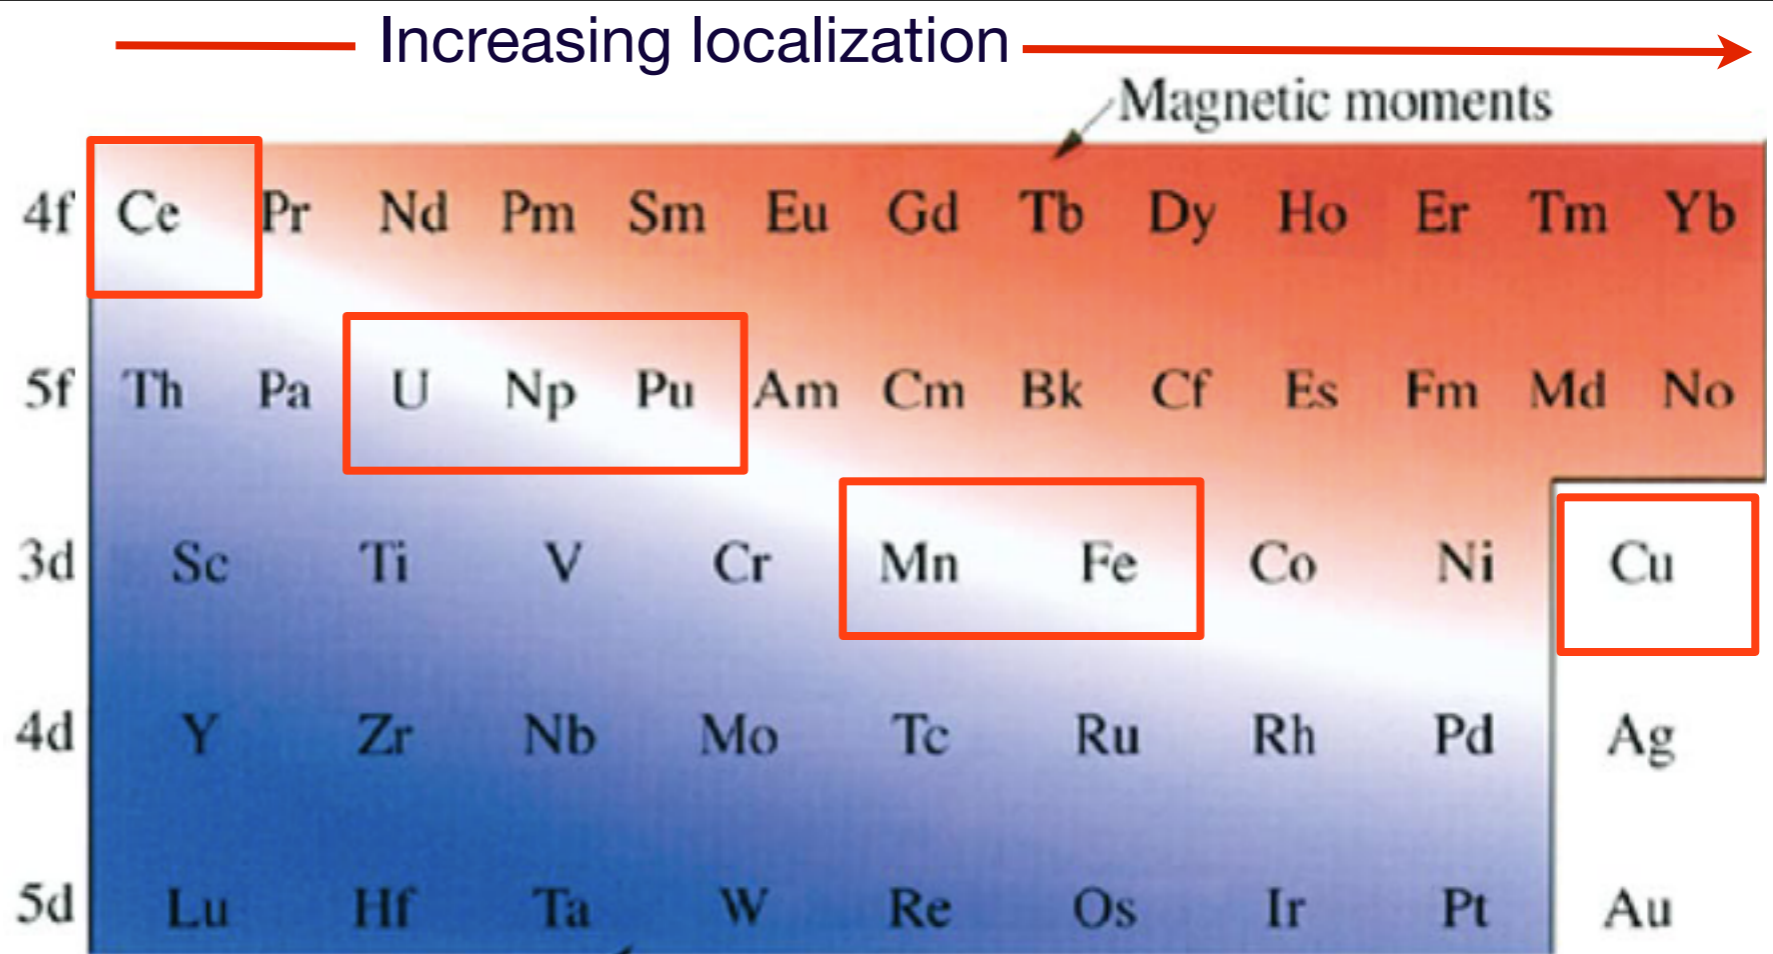 Increasing localization
Magnetic moments
4f Ce Pr Nd Pm Sm Eu Gd Tb Dy Ho Er Tm Yb
5f Th Pa U Np Pu Am Cm Bk Cf Es Fm Md No
3d Sc Ti V Cr Mn Fe Co Ni Cu
4d Y Zr Nb Mo Tc Ru Rh Pd Ag
5d Lu Hf Ta W Re Os Ir Pt Au